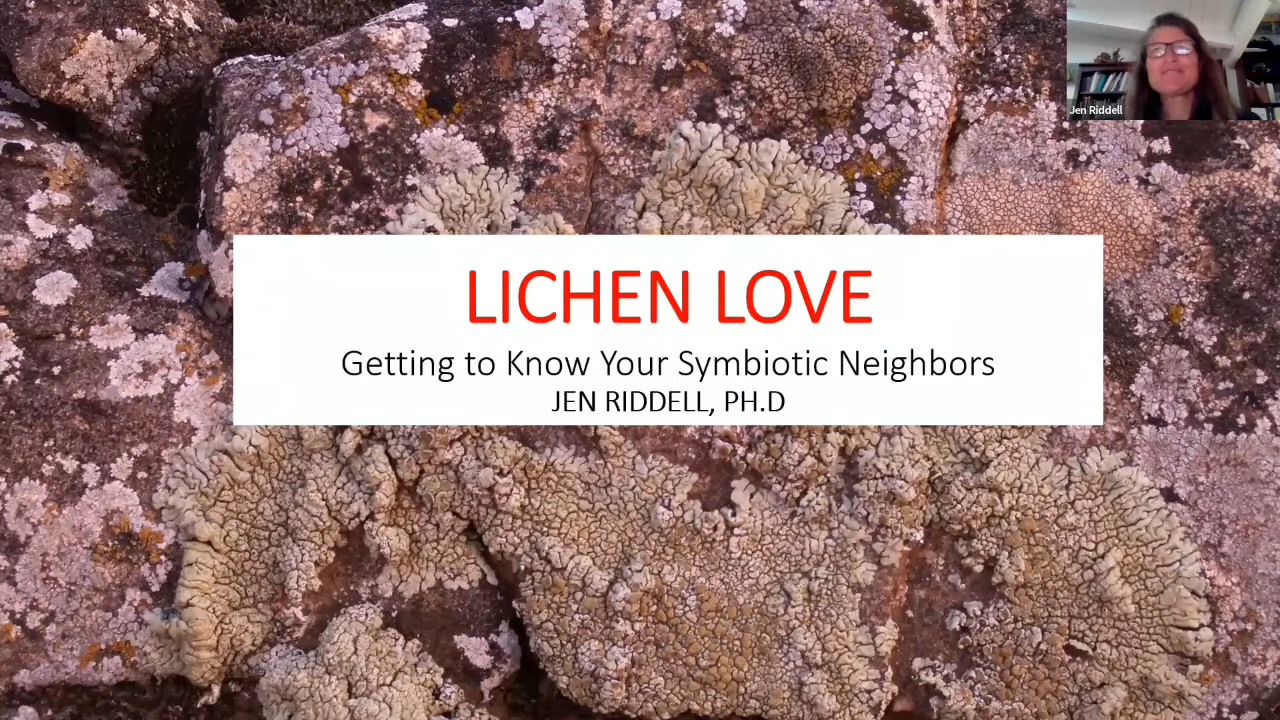 Jen Riddell
LICHEN LOVE
Getting to Know Your Symbiotic Neighbors
JEN RIDDELL, PH.D